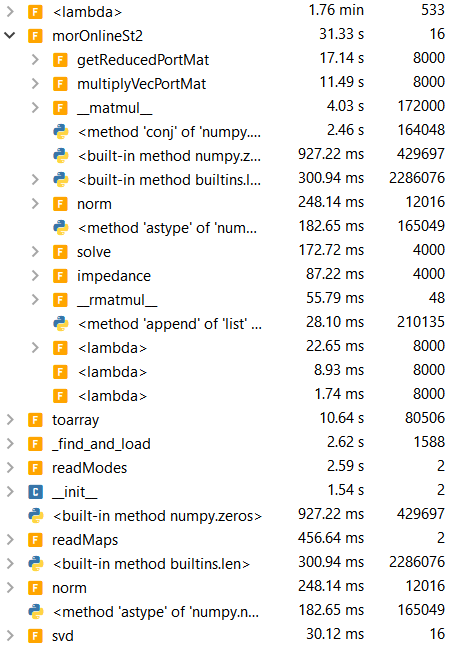 <lambda> 1.76 min 533
morOnlineSt2 31.33 s 16
F getReducedPortMat 17.14 s 8000
F multiplyVecPortMat 11.49 s 8000
F __matmul__ 4.03 s 172000
<method 'conj' of 'numpy.... 2.46 s 164048
<built-in method numpy.z... 927.22 ms 429697
<built-in method builtins.l... 300.94 ms 2286076
F norm 248.14 ms 12016
<method 'astype' of 'num... 182.65 ms 165049
F solve 172.72 ms 4000
F impedance 87.22 ms 4000
F __rmatmul__ 55.79 ms 48
<method 'append' of 'list' ... 28.10 ms 210135
F <lambda> 22.65 ms 8000
F <lambda> 8.93 ms 8000
F <lambda> 1.74 ms 8000
F toarray 10.64 s 80506
F _find_and_load 2.62 s 1588
F readModes 2.59 s 2
C __init__ 1.54 s 2
<built-in method numpy.zeros> 927.22 ms 429697
F readMaps 456.64 ms 2
<built-in method builtins.len> 300.94 ms 2286076
F norm 248.14 ms 12016
<method 'astype' of 'numpy.n... 182.65 ms 165049
F svd 30.12 ms 16